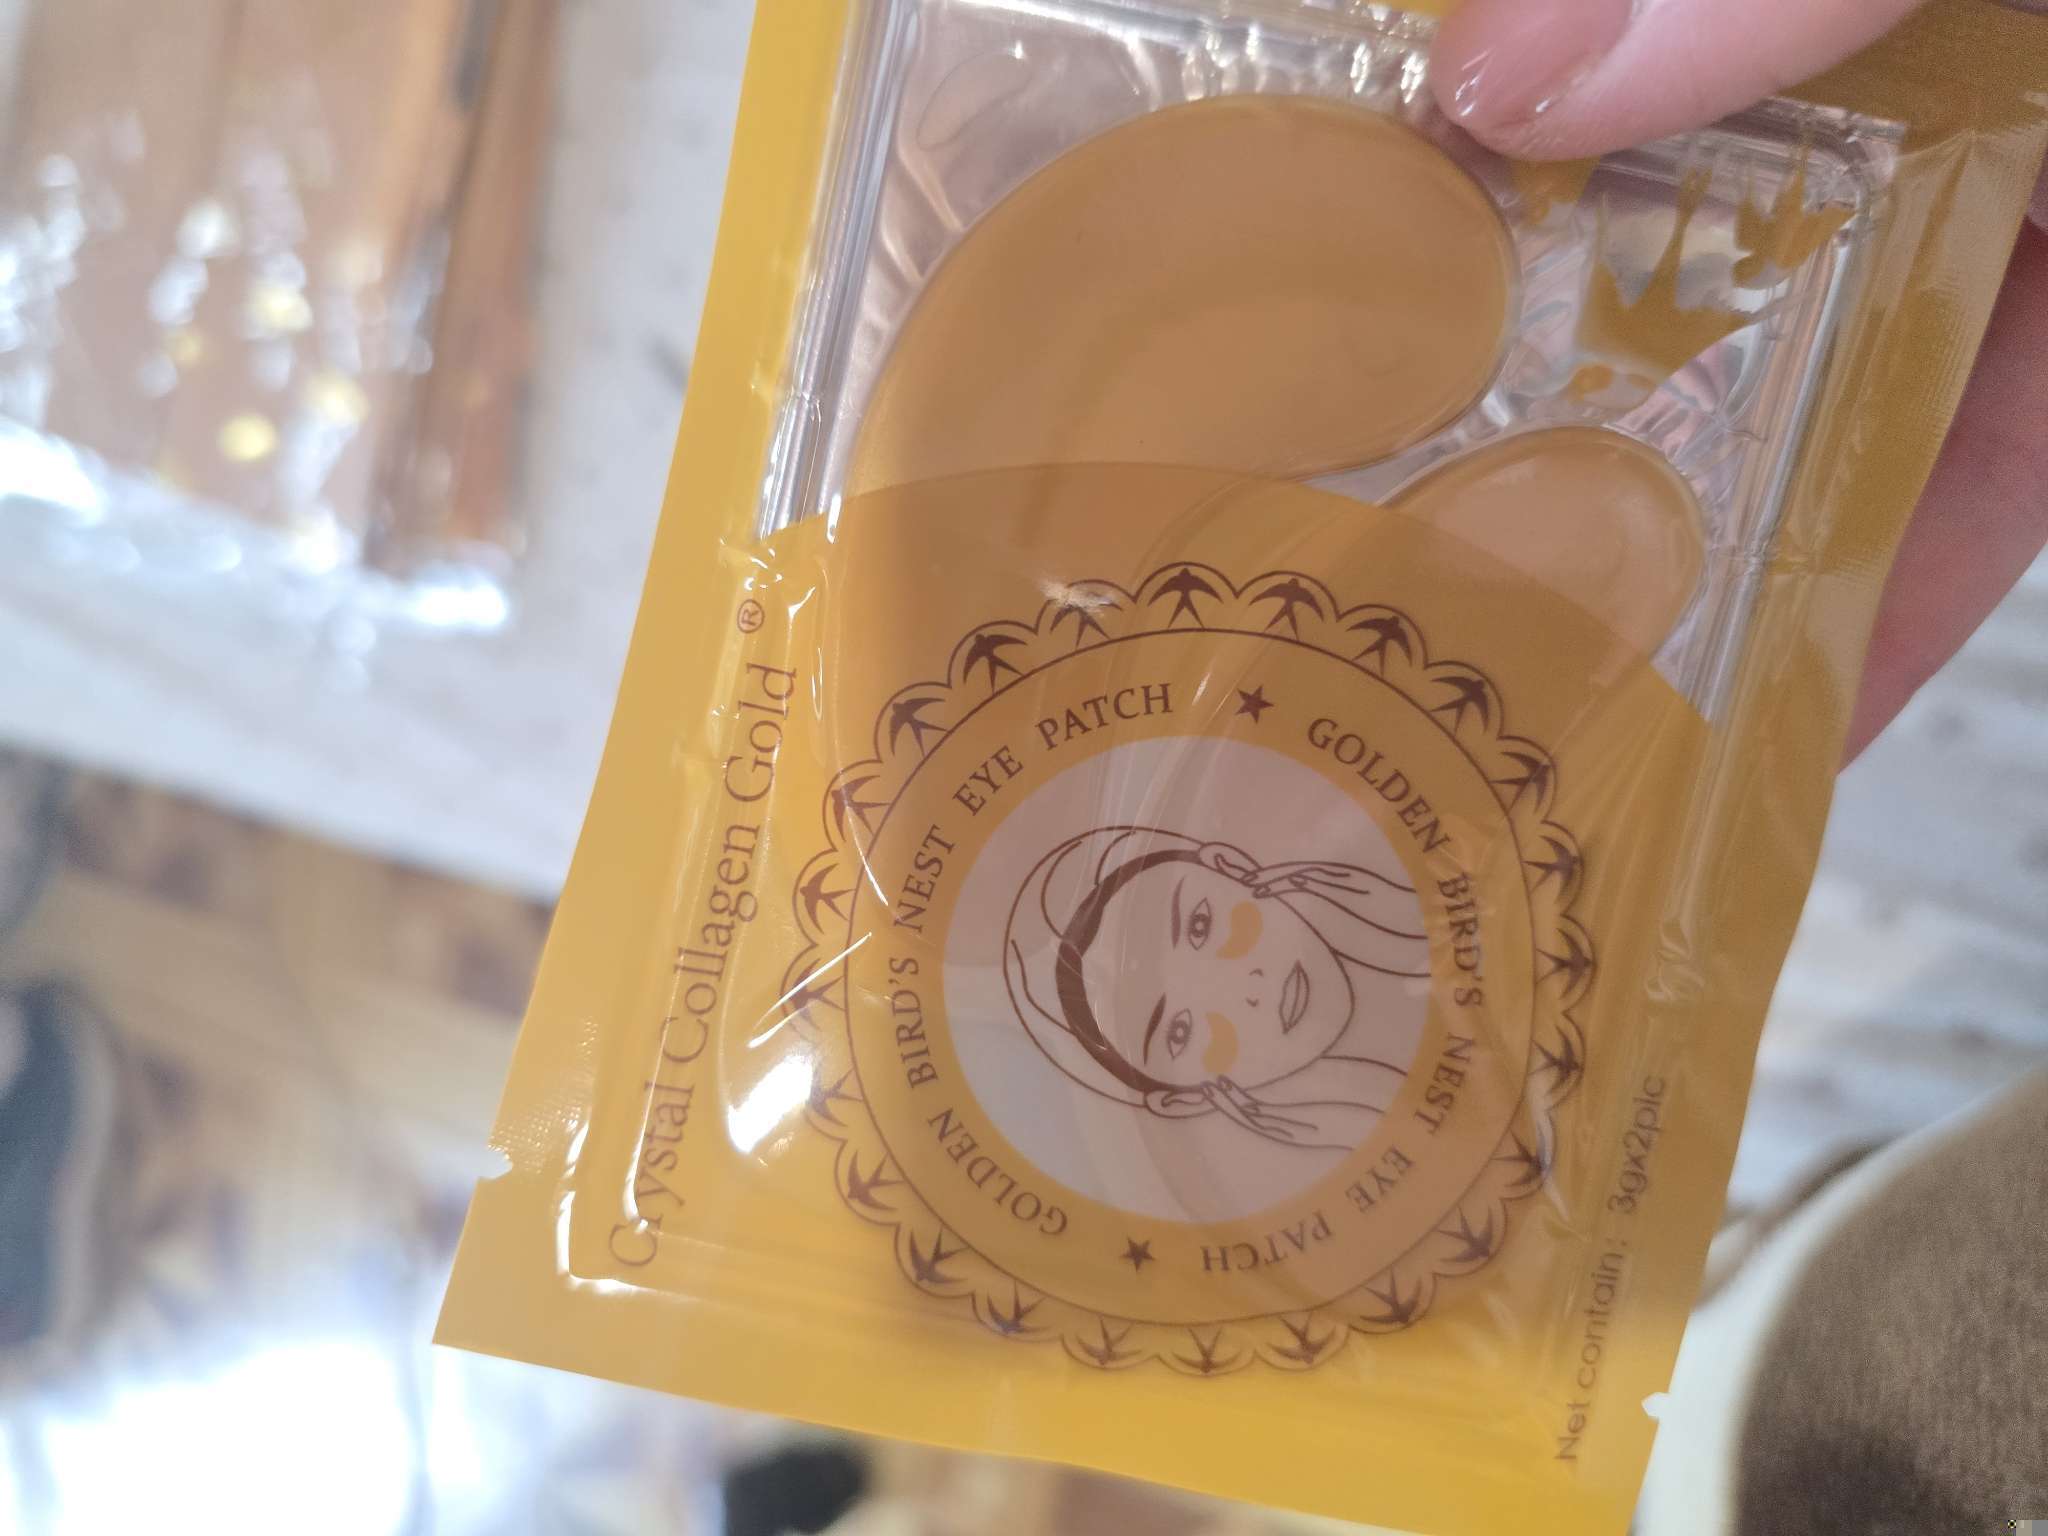 Crystal Collagen Gold ®
GOLDEN BIRD'S NEST EYE PATCH ★
GOLDEN BIRD'S NEST EYE PATCH ★
Net contain: 3gx2pic